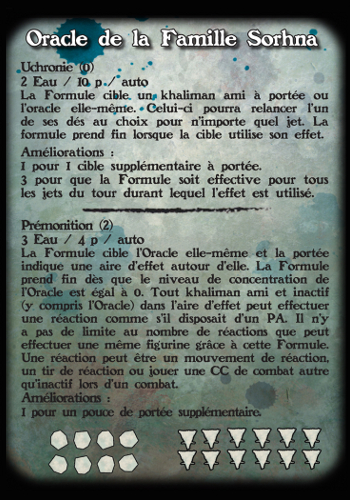 Oracle de la Famille Sorhna
Uchronie (1)
2 Eau / 10 p / auto
La Formule cible un khaliman ami à portée ou
l'oracle elle-même. Celui-ci pourra relancer l'un
de ses dés au choix pour n'importe quel jet. La
formule prend fin lorsque la cible utilise son effet.
Améliorations :
1 pour 1 cible supplémentaire à portée.
3 pour que la Formule soit effective pour tous
les jets du tour durant lequel l'effet est utilisé.
Prémonition (2)
3 Eau / 4 p / auto
La Formule cible l'Oracle elle-même et la portée
indique une aire d'effet autour d'elle. La Formule
prend fin dès que le niveau de concentration de
l'Oracle est égal à 0. Tout khaliman ami et inactif
(y compris l'Oracle) dans l'aire d'effet peut effectuer
une réaction comme s'il disposait d'un PA. Il n'y
a pas de limite au nombre de réactions que peut
effectuer une même figurine grâce à cette Formule.
Une réaction peut être un mouvement de réaction,
un tir de réaction ou jouer une CC de combat autre
qu'inactif lors d'un combat.
Améliorations :
1 pour un pouce de portée supplémentaire.